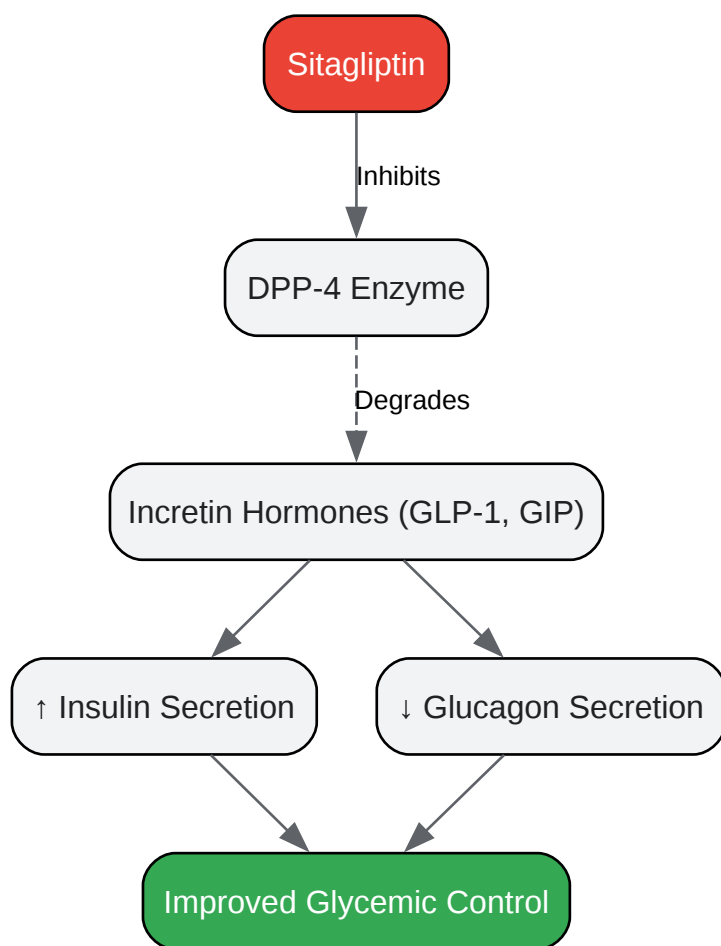 Sitagliptin
Inhibits
DPP-4 Enzyme
Degrades
Incretin Hormones (GLP-1, GIP)
↑ Insulin Secretion
↓ Glucagon Secretion
Improved Glycemic Control